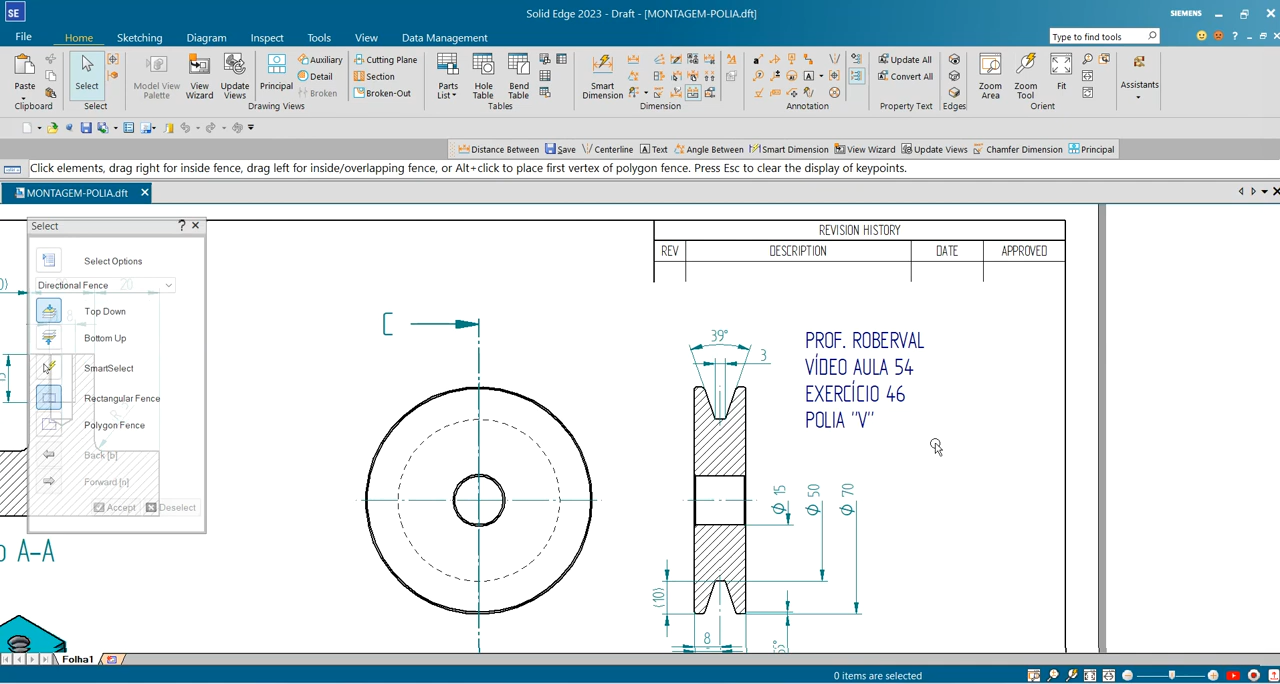 SE
Solid Edge 2023 - Draft - [MONTAGEM-POLIA.dft]
SIEMENS
File Home Sketching Diagram Inspect Tools View Data Management
Type to find tools
Paste
Clipboard
Select
Select
Model View Palette
View Wizard
Update Views
Principal
Auxiliary
Detail
Broken
Cutting Plane
Section
Broken-Out
Drawing Views
Parts List
Hole Table
Bend Table
Tables
Smart Dimension
Dimension
Annotation
Update All
Convert All
Property Text
Edges
Zoom Area
Zoom Tool
Fit
Orient
Assistants
Distance Between Save Centerline Text Angle Between Smart Dimension View Wizard Update Views Chamfer Dimension Principal
Click elements, drag right for inside fence, drag left for inside/overlapping fence, or Alt+click to place first vertex of polygon fence. Press Esc to clear the display of keypoints.
MONTAGEM-POLIA.dft
Select
Select Options
Directional Fence
20
Top Down
8
Bottom Up
SmartSelect
Rectangular Fence
Polygon Fence
Back [b]
Forward [n]
Accept Deselect
A-A
REVISION HISTORY
REV DESCRIPTION DATE APPROVED
C
39°
3
PROF. ROBERVAL
VÍDEO AULA 54
EXERCÍCIO 46
POLIA "V"
ϕ 15
ϕ 50
ϕ 70
(10)
8
Folha1
0 items are selected